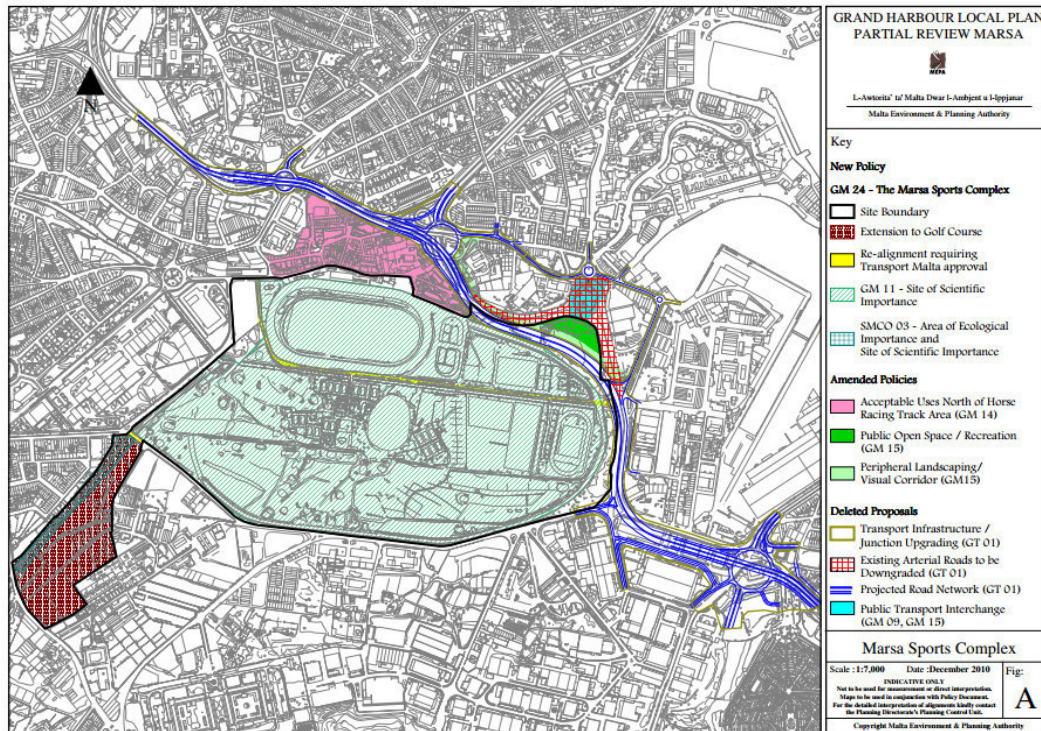 N
GRAND HARBOUR LOCAL PLAN
PARTIAL REVIEW MARSA
MEPA
L-Awtorita' ta' Malta Dwar l-Ambjent u l-Ippjanar
Malta Environment & Planning Authority
Key
New Policy
GM 24 - The Marsa Sports Complex
Site Boundary
Extension to Golf Course
Re-alignment requiring
Transport Malta approval
GM 11 - Site of Scientific
Importance
SMCO 03 - Area of Ecological
Importance and
Site of Scientific Importance
Amended Policies
Acceptable Uses North of Horse
Racing Track Area (GM 14)
Public Open Space / Recreation
(GM 15)
Peripheral Landscaping/
Visual Corridor (GM15)
Deleted Proposals
Transport Infrastructure /
Junction Upgrading (GT 01)
Existing Arterial Roads to be
Downgraded (GT 01)
Projected Road Network (GT 01)
Public Transport Interchange
(GM 09, GM 15)
Marsa Sports Complex
Scale :1:7,000 Date :December 2010 Fig:
INDICATIVE ONLY
Not to be used for measurement or direct interpretation.
Maps to be used in conjunction with Policy Document.
For the detailed interpretation of alignments kindly contact
the Planning Directorate's Planning Control Unit.
A
Copyright Malta Environment & Planning Authority